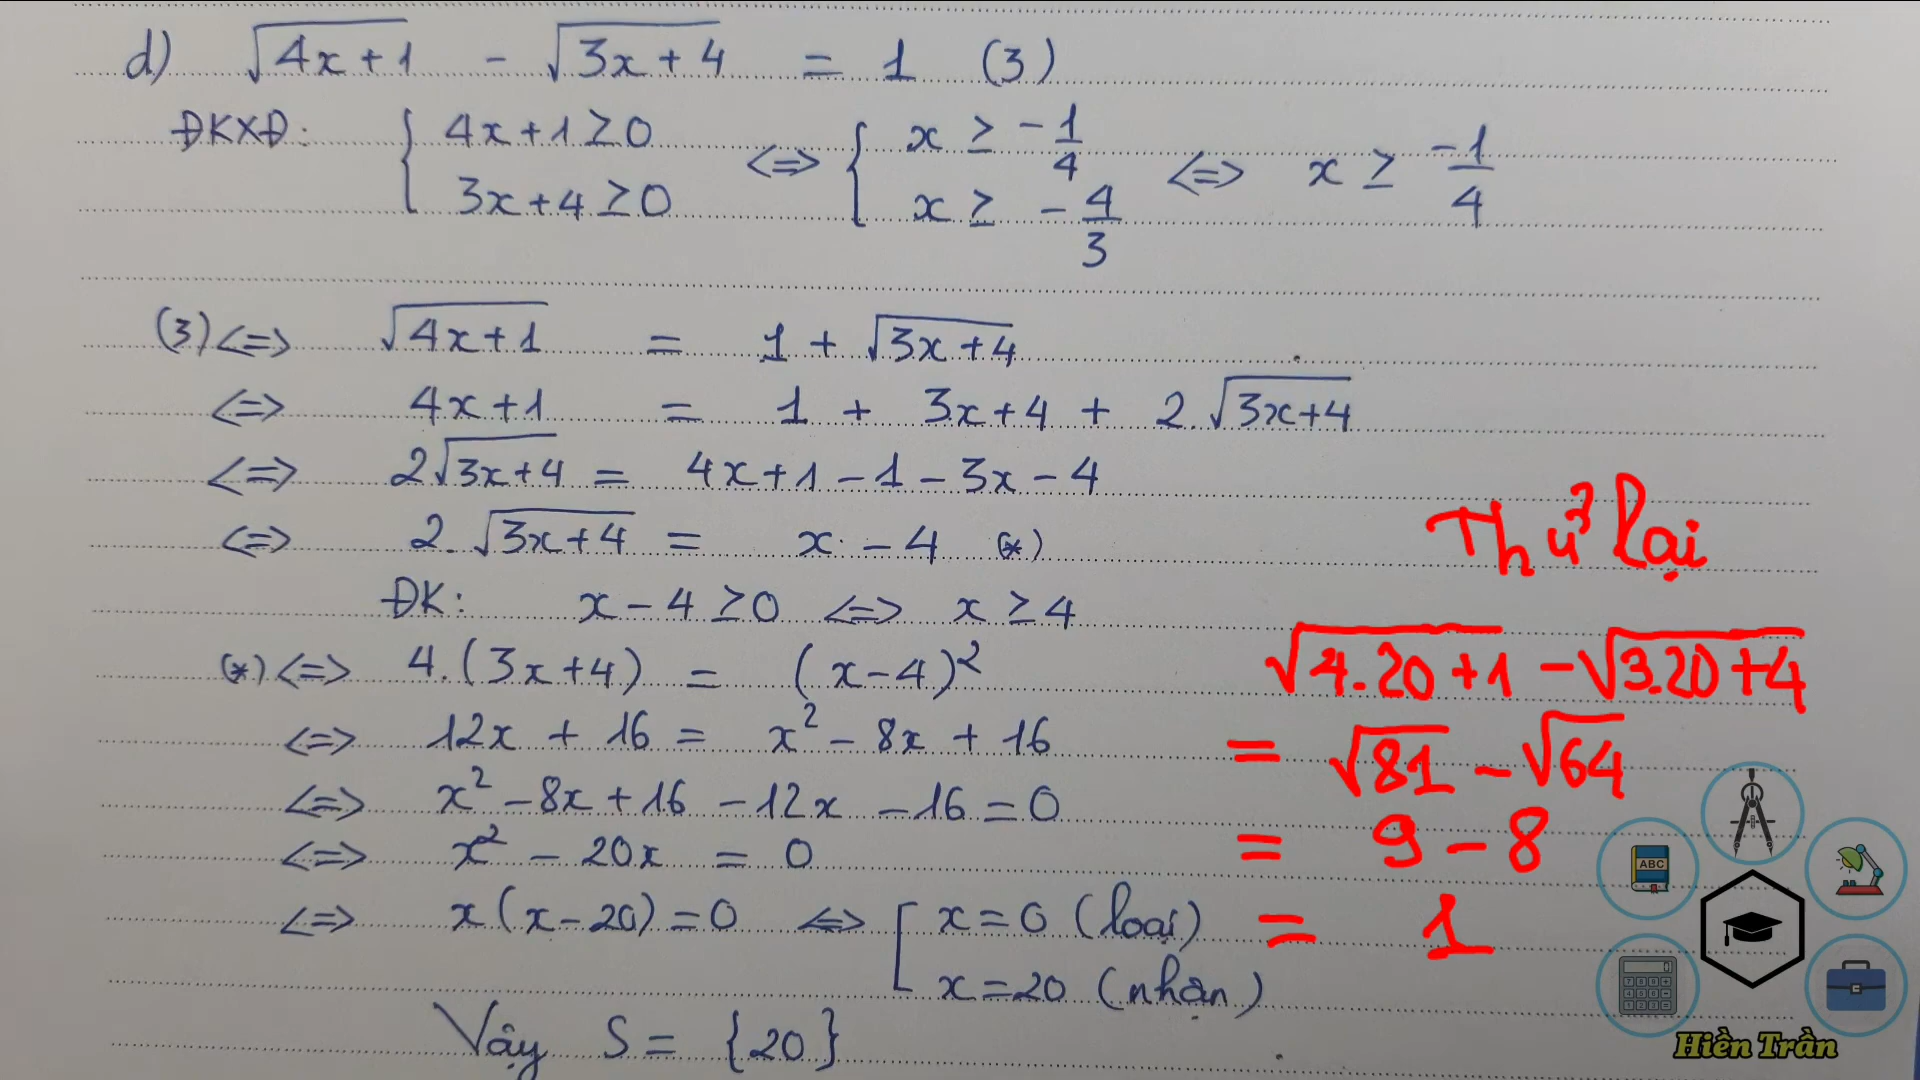 d) √(4x+1) - √(3x+4) = 1 (3)
ĐKXĐ: { 4x+1 ≥ 0 <=> { x ≥ -1/4 <=> x ≥ -1/4
3x+4 ≥ 0 x ≥ -4/3
(3) <=> √(4x+1) = 1 + √(3x+4)
<=> 4x+1 = 1 + 3x+4 + 2.√(3x+4)
<=> 2√(3x+4) = 4x+1-1-3x-4
<=> 2.√(3x+4) = x-4 (*)
ĐK: x-4 ≥ 0 <=> x ≥ 4
(*) <=> 4.(3x+4) = (x-4)²
<=> 12x + 16 = x² - 8x + 16
<=> x² - 8x + 16 - 12x - 16 = 0
<=> x² - 20x = 0
<=> x(x-20) = 0 <=> [ x = 0 (loại)
x = 20 (nhận)
Vậy S = {20}
Thử lại
√(4.20+1) - √(3.20+4)
= √81 - √64
= 9 - 8
= 1
ABC
Hiền Trần